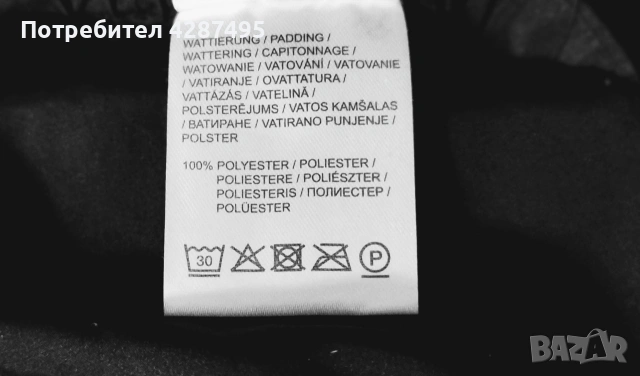 Потребител 4287495
WATTIERUNG / PADDING /
WATTERING / CAPITONNAGE /
WATOWANIE / VATOVÁNÍ / VATOVANIE
/ VATIRANJE / OVATTATURA /
VATTÁZÁS / VATELINĂ /
POLSTERĒJUMS / VATOS KAMŠALAS
/ ВАТИРАНЕ / VATIRANO PUNJENJE /
POLSTER
100% POLYESTER / POLIESTER /
POLIESTERE / POLIÉSZTER /
POLIESTERIS / ПОЛИЕСТЕР /
POLÜESTER
30 P
BAZAR